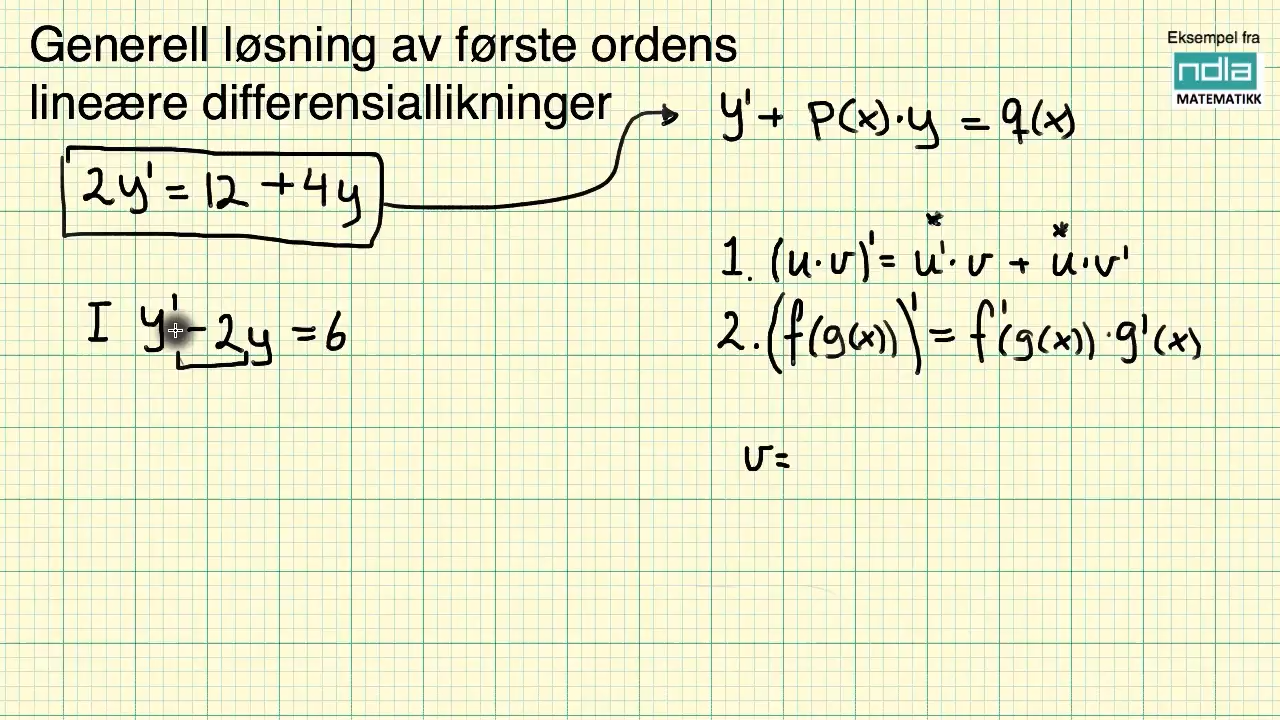 Generell løsning av første ordens
lineære differensiallikninger
Eksempel fra
ndla
MATEMATIKK
y' + p(x)·y = q(x)
2y' = 12 + 4y
1. (u·v)' = u'·v + u·v'
* *
I y' - 2y = 6
2. (f(g(x))' = f'(g(x))·g'(x)
v=